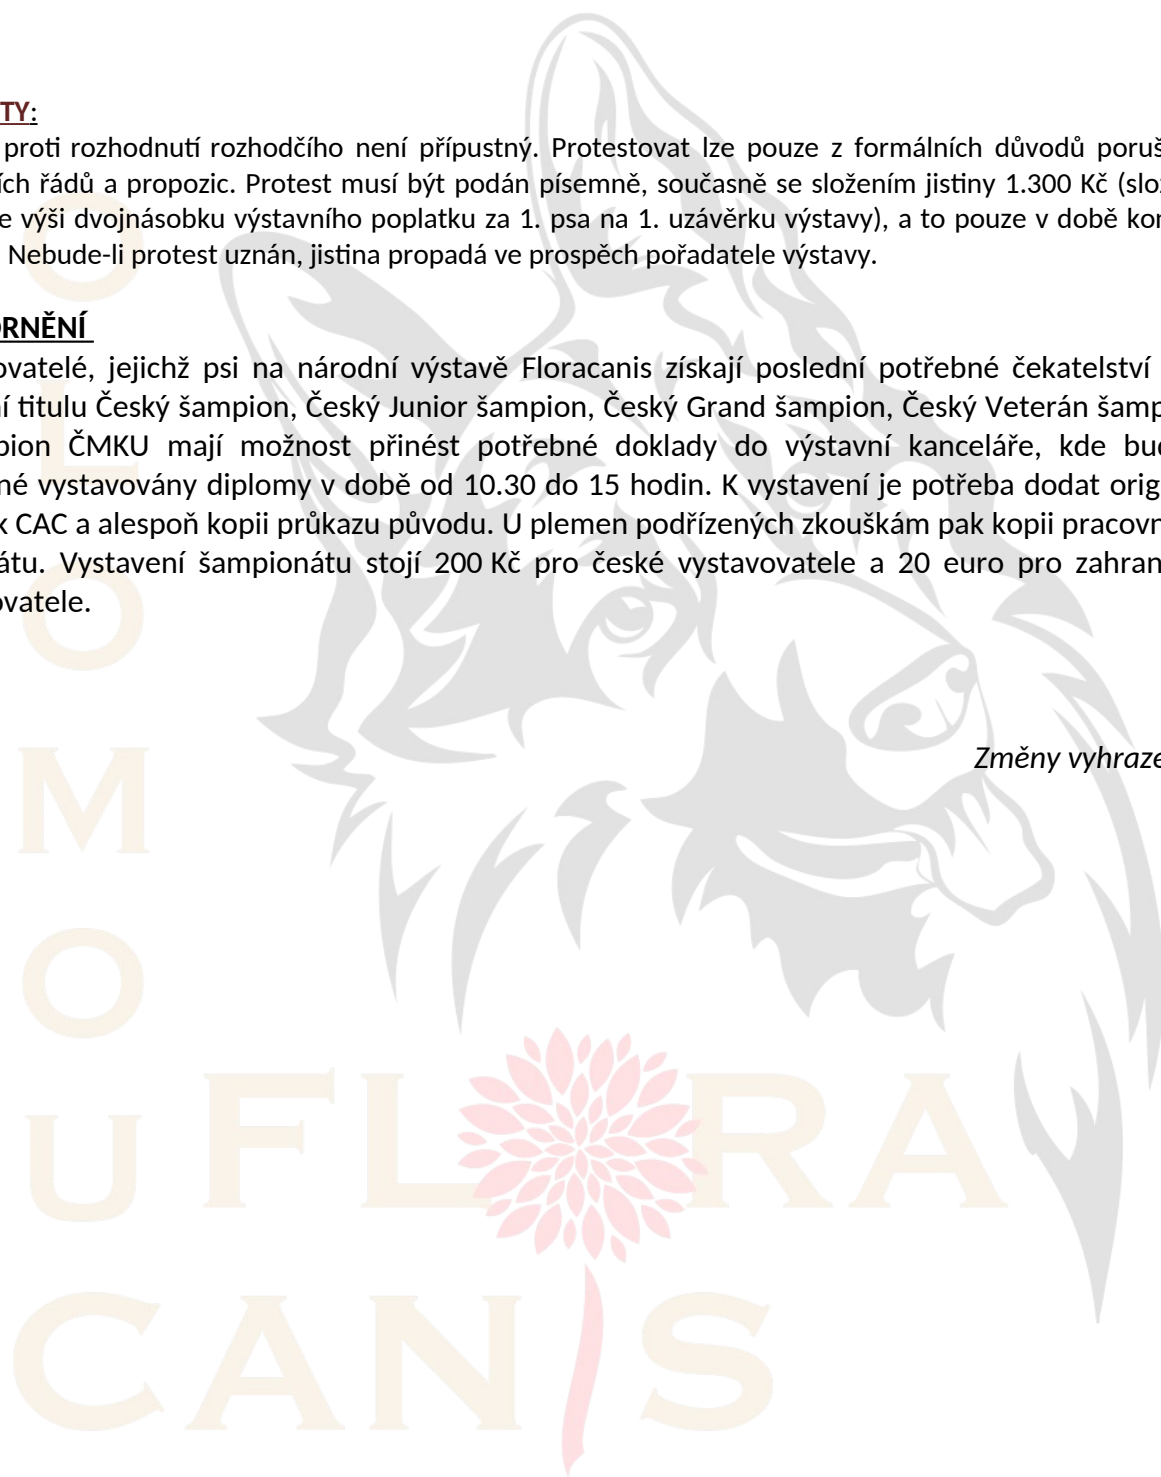 TY:
proti rozhodnutí rozhodčího není přípustný. Protestovat lze pouze z formálních důvodů poruš
ích řádů a propozic. Protest musí být podán písemně, současně se složením jistiny 1.300 Kč (slo
e výši dvojnásobku výstavního poplatku za 1. psa na 1. uzávěrku výstavy), a to pouze v době kon
Nebude-li protest uznán, jistina propadá ve prospěch pořadatele výstavy.
ORNĚNÍ
ovatelé, jejichž psi na národní výstavě Floracanis získají poslední potřebné čekatelství
ní titulu Český šampion, Český Junior šampion, Český Grand šampion, Český Veterán šamp
pion ČMKU mají možnost přinést potřebné doklady do výstavní kanceláře, kde bud
né vystavovány diplomy v době od 10.30 do 15 hodin. K vystavení je potřeba dodat orig
k CAC a alespoň kopii průkazu původu. U plemen podřízených zkouškám pak kopii pracovn
átu. Vystavení šampionátu stojí 200 Kč pro české vystavovatele a 20 euro pro zahran
ovatele.
Změny vyhraze
OLOMOU
FLORA
CANIS